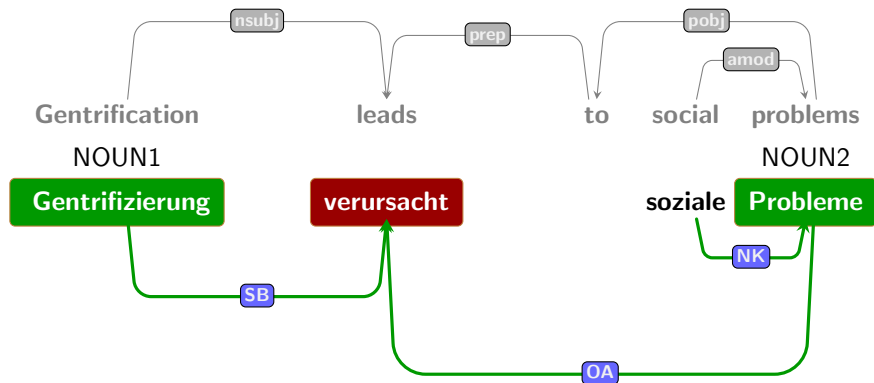 nsubj
prep
pobj
amod
Gentrification leads to social problems
NOUN1 NOUN2
Gentrifizierung verursacht soziale Probleme
NK
SB
OA